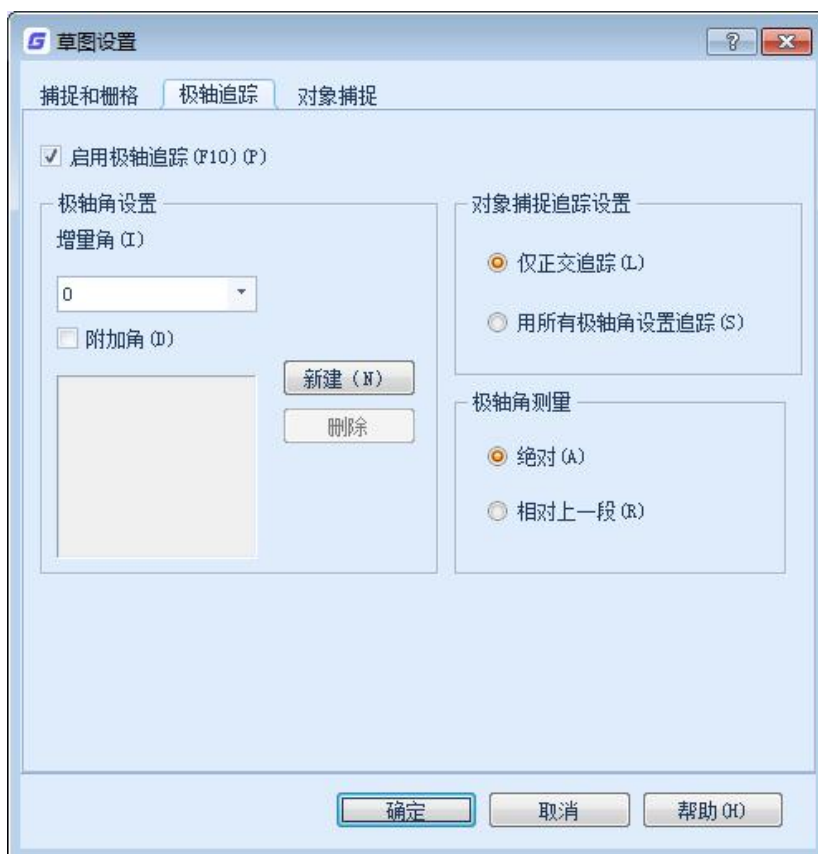 草图设置
捕捉和栅格 极轴追踪 对象捕捉
启用极轴追踪(F10)(P)
极轴角设置
增量角(I)
0
附加角(D)
新建(N)
删除
对象捕捉追踪设置
仅正交追踪(L)
用所有极轴角设置追踪(S)
极轴角测量
绝对(A)
相对上一段(R)
确定 取消 帮助(H)